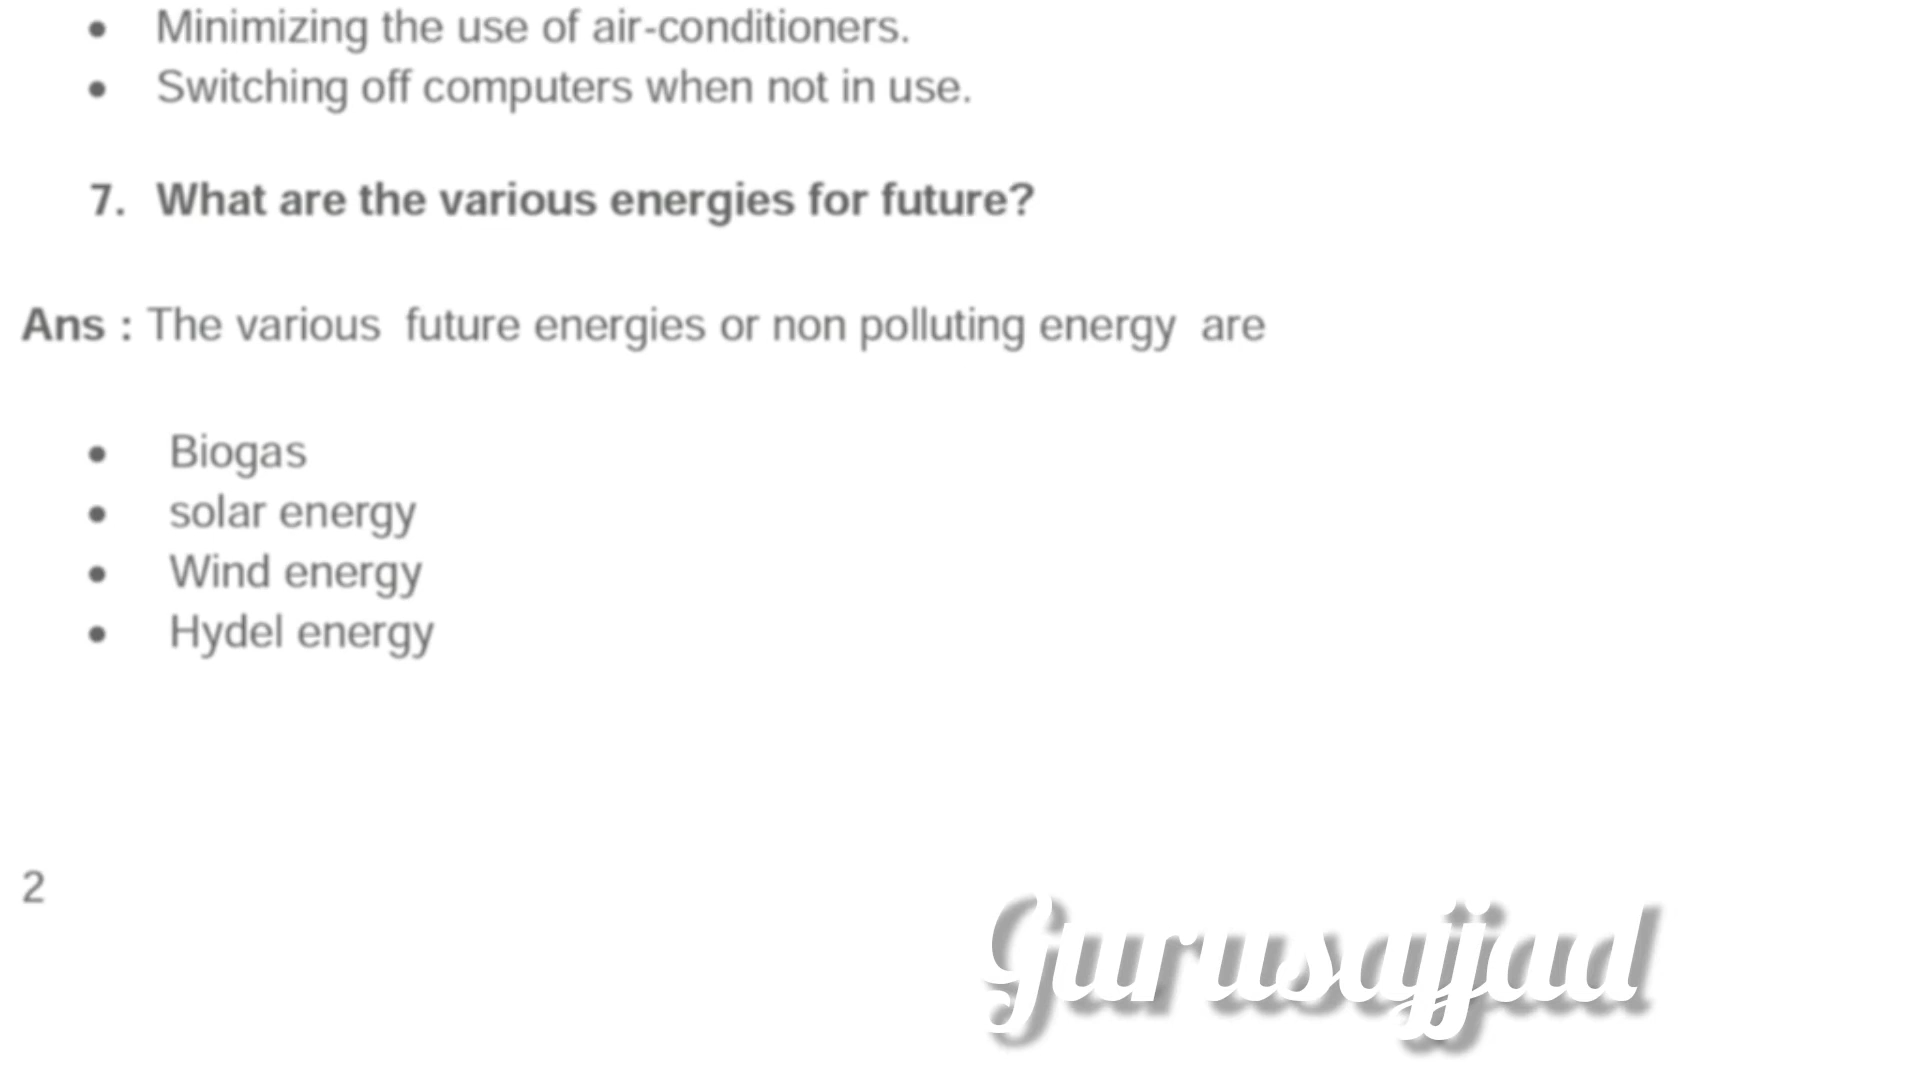 • Minimizing the use of air-conditioners.
• Switching off computers when not in use.
7. What are the various energies for future?
Ans : The various future energies or non polluting energy are
• Biogas
• solar energy
• Wind energy
• Hydel energy
2
Gurusajjad